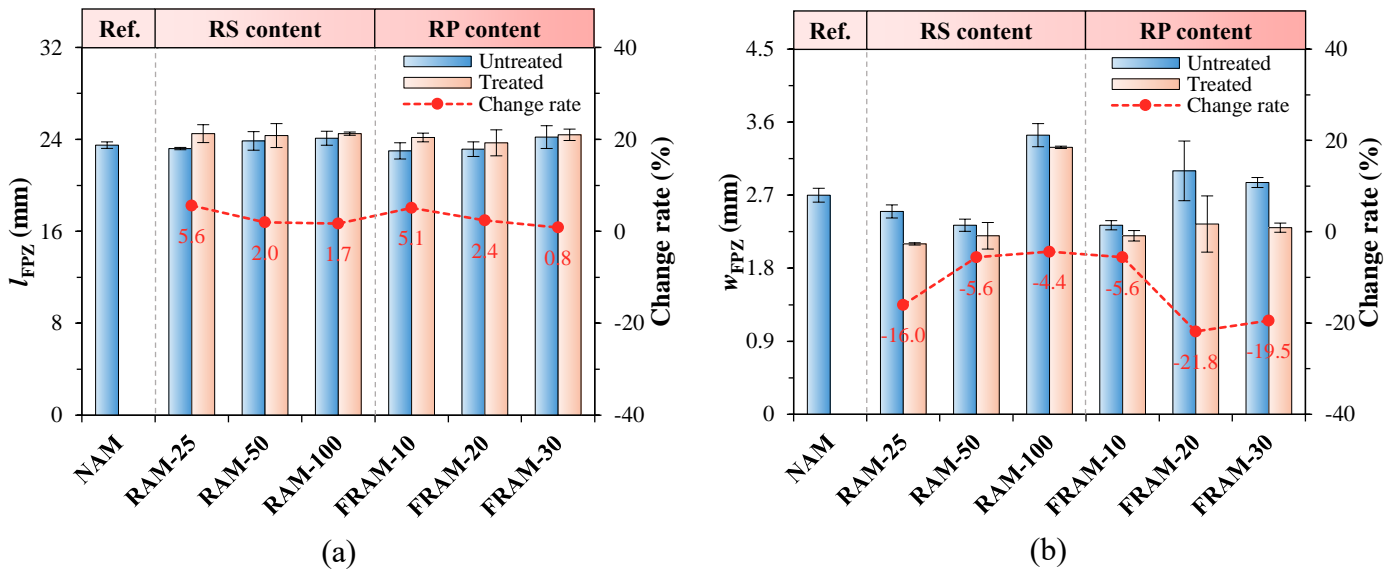 Ref. RS content RP content
Untreated
Treated
Change rate
32
24
16
8
0
l_FPZ (mm)
40
20
0
-20
-40
Change rate (%)
5.6 2.0 1.7 5.1 2.4 0.8
NAM RAM-25 RAM-50 RAM-100 FRAM-10 FRAM-20 FRAM-30
(a)
Ref. RS content RP content
Untreated
Treated
Change rate
4.5
3.6
2.7
1.8
0.9
0
w_FPZ (mm)
40
20
0
-20
-40
Change rate (%)
-16.0 -5.6 -4.4 -5.6 -21.8 -19.5
NAM RAM-25 RAM-50 RAM-100 FRAM-10 FRAM-20 FRAM-30
(b)